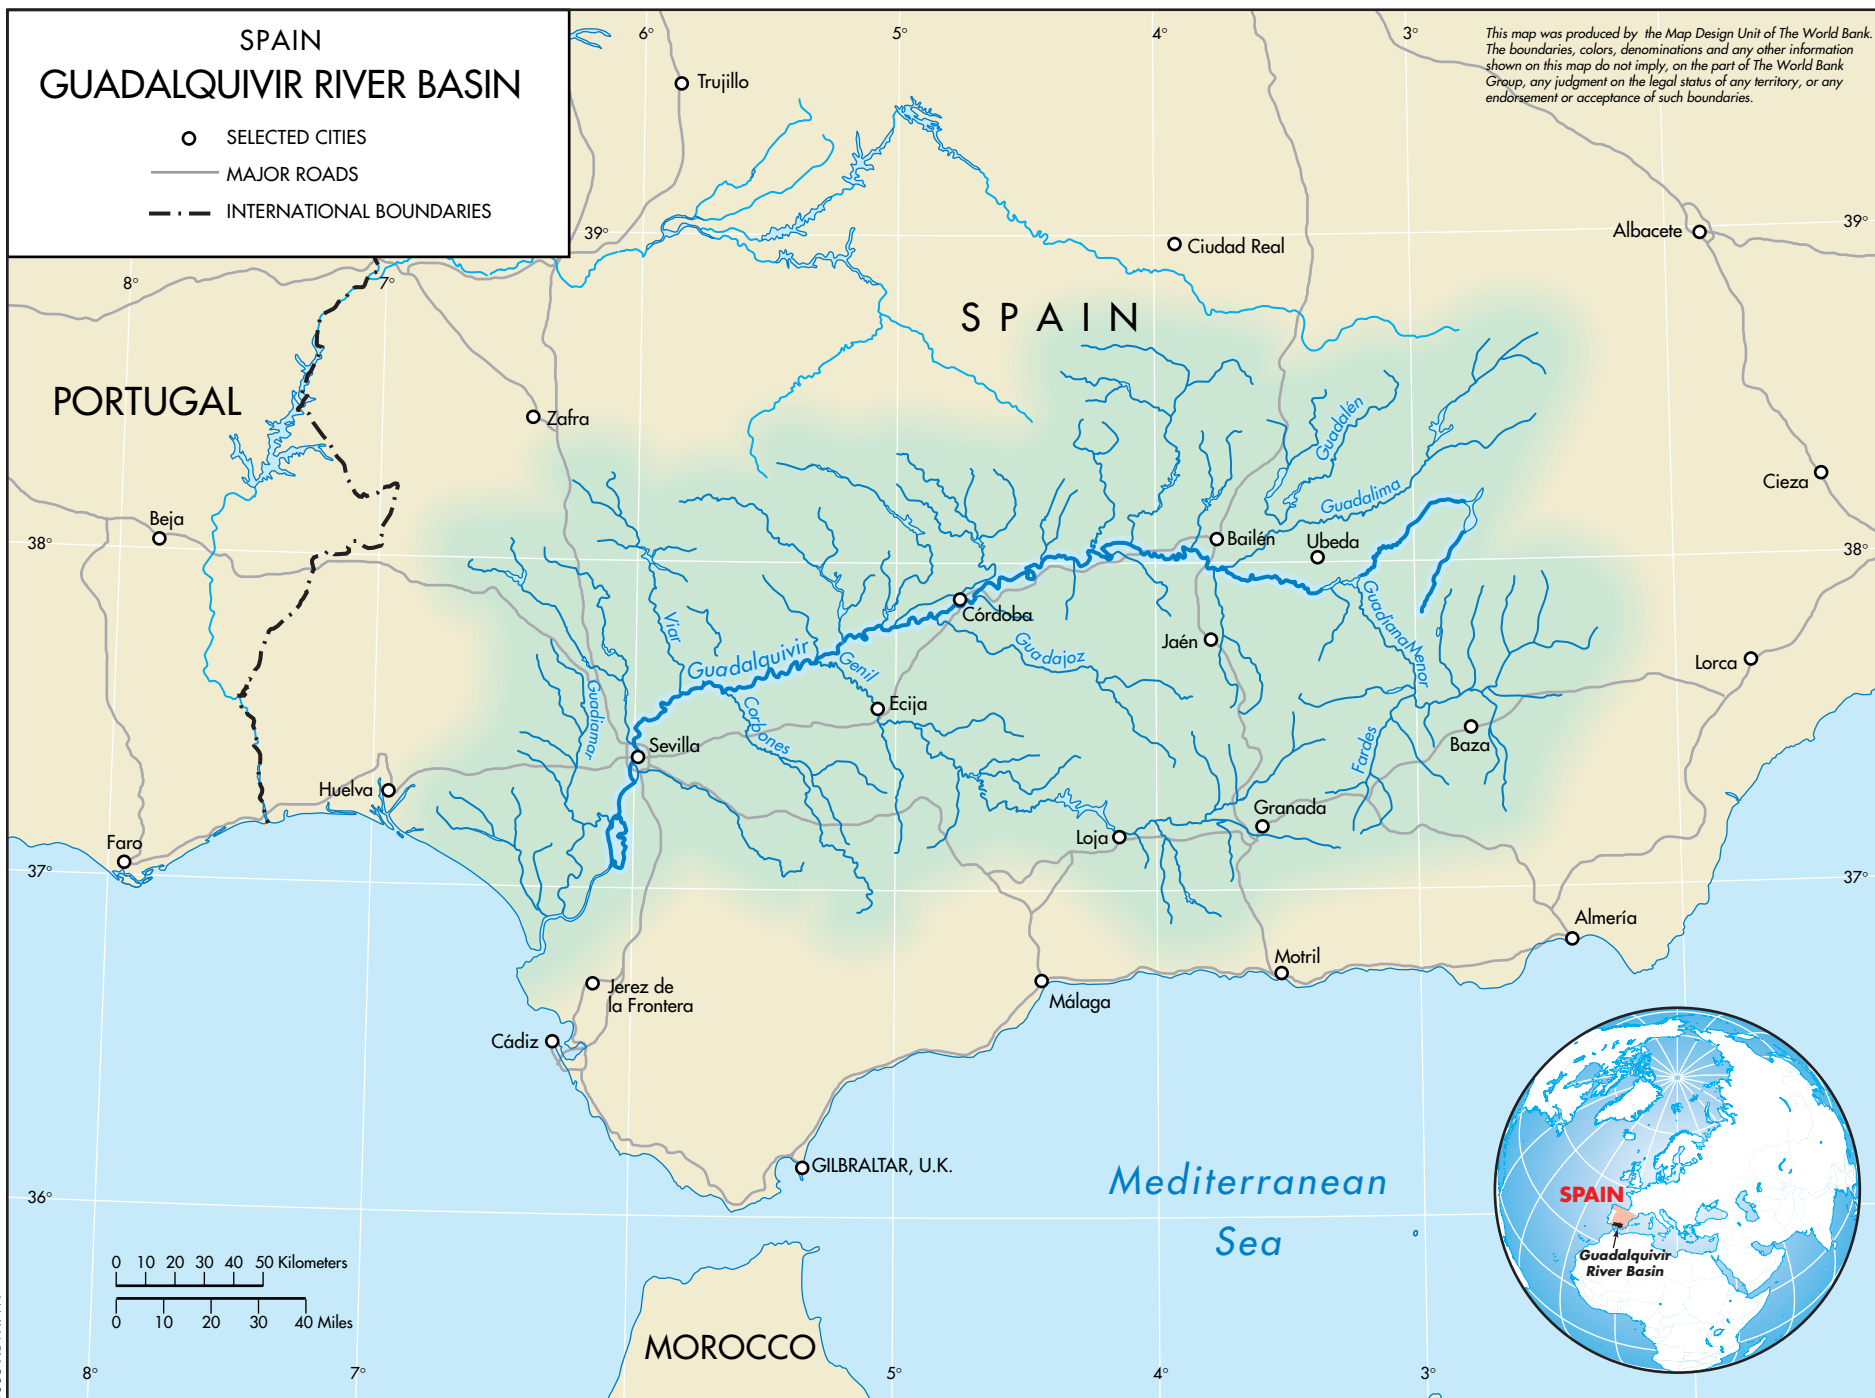 SPAIN
GUADALQUIVIR RIVER BASIN
SELECTED CITIES
MAJOR ROADS
INTERNATIONAL BOUNDARIES
This map was produced by the Map Design Unit of The World Bank.
The boundaries, colors, denominations and any other information
shown on this map do not imply, on the part of The World Bank
Group, any judgment on the legal status of any territory, or any
endorsement or acceptance of such boundaries.
6°
5°
4°
3°
Trujillo
39°
Ciudad Real
Albacete
39°
8°
7°
SPAIN
PORTUGAL
Zafra
Guadalén
Cieza
Guadalima
Beja
38°
Bailén
Ubeda
38°
Córdoba
Viar
Guadajoz
Jaén
Guadiana Menor
Lorca
Guadalquivir
Genil
Guadiamar
Corbones
Ecija
Sevilla
Fardes
Baza
Huelva
Granada
Loja
Faro
37°
37°
Almería
Motril
Jerez de
la Frontera
Málaga
Cádiz
GILBRALTAR, U.K.
36°
Mediterranean
Sea
SPAIN
Guadalquivir
River Basin
0 10 20 30 40 50 Kilometers
0 10 20 30 40 Miles
MOROCCO
8°
7°
5°
4°
3°